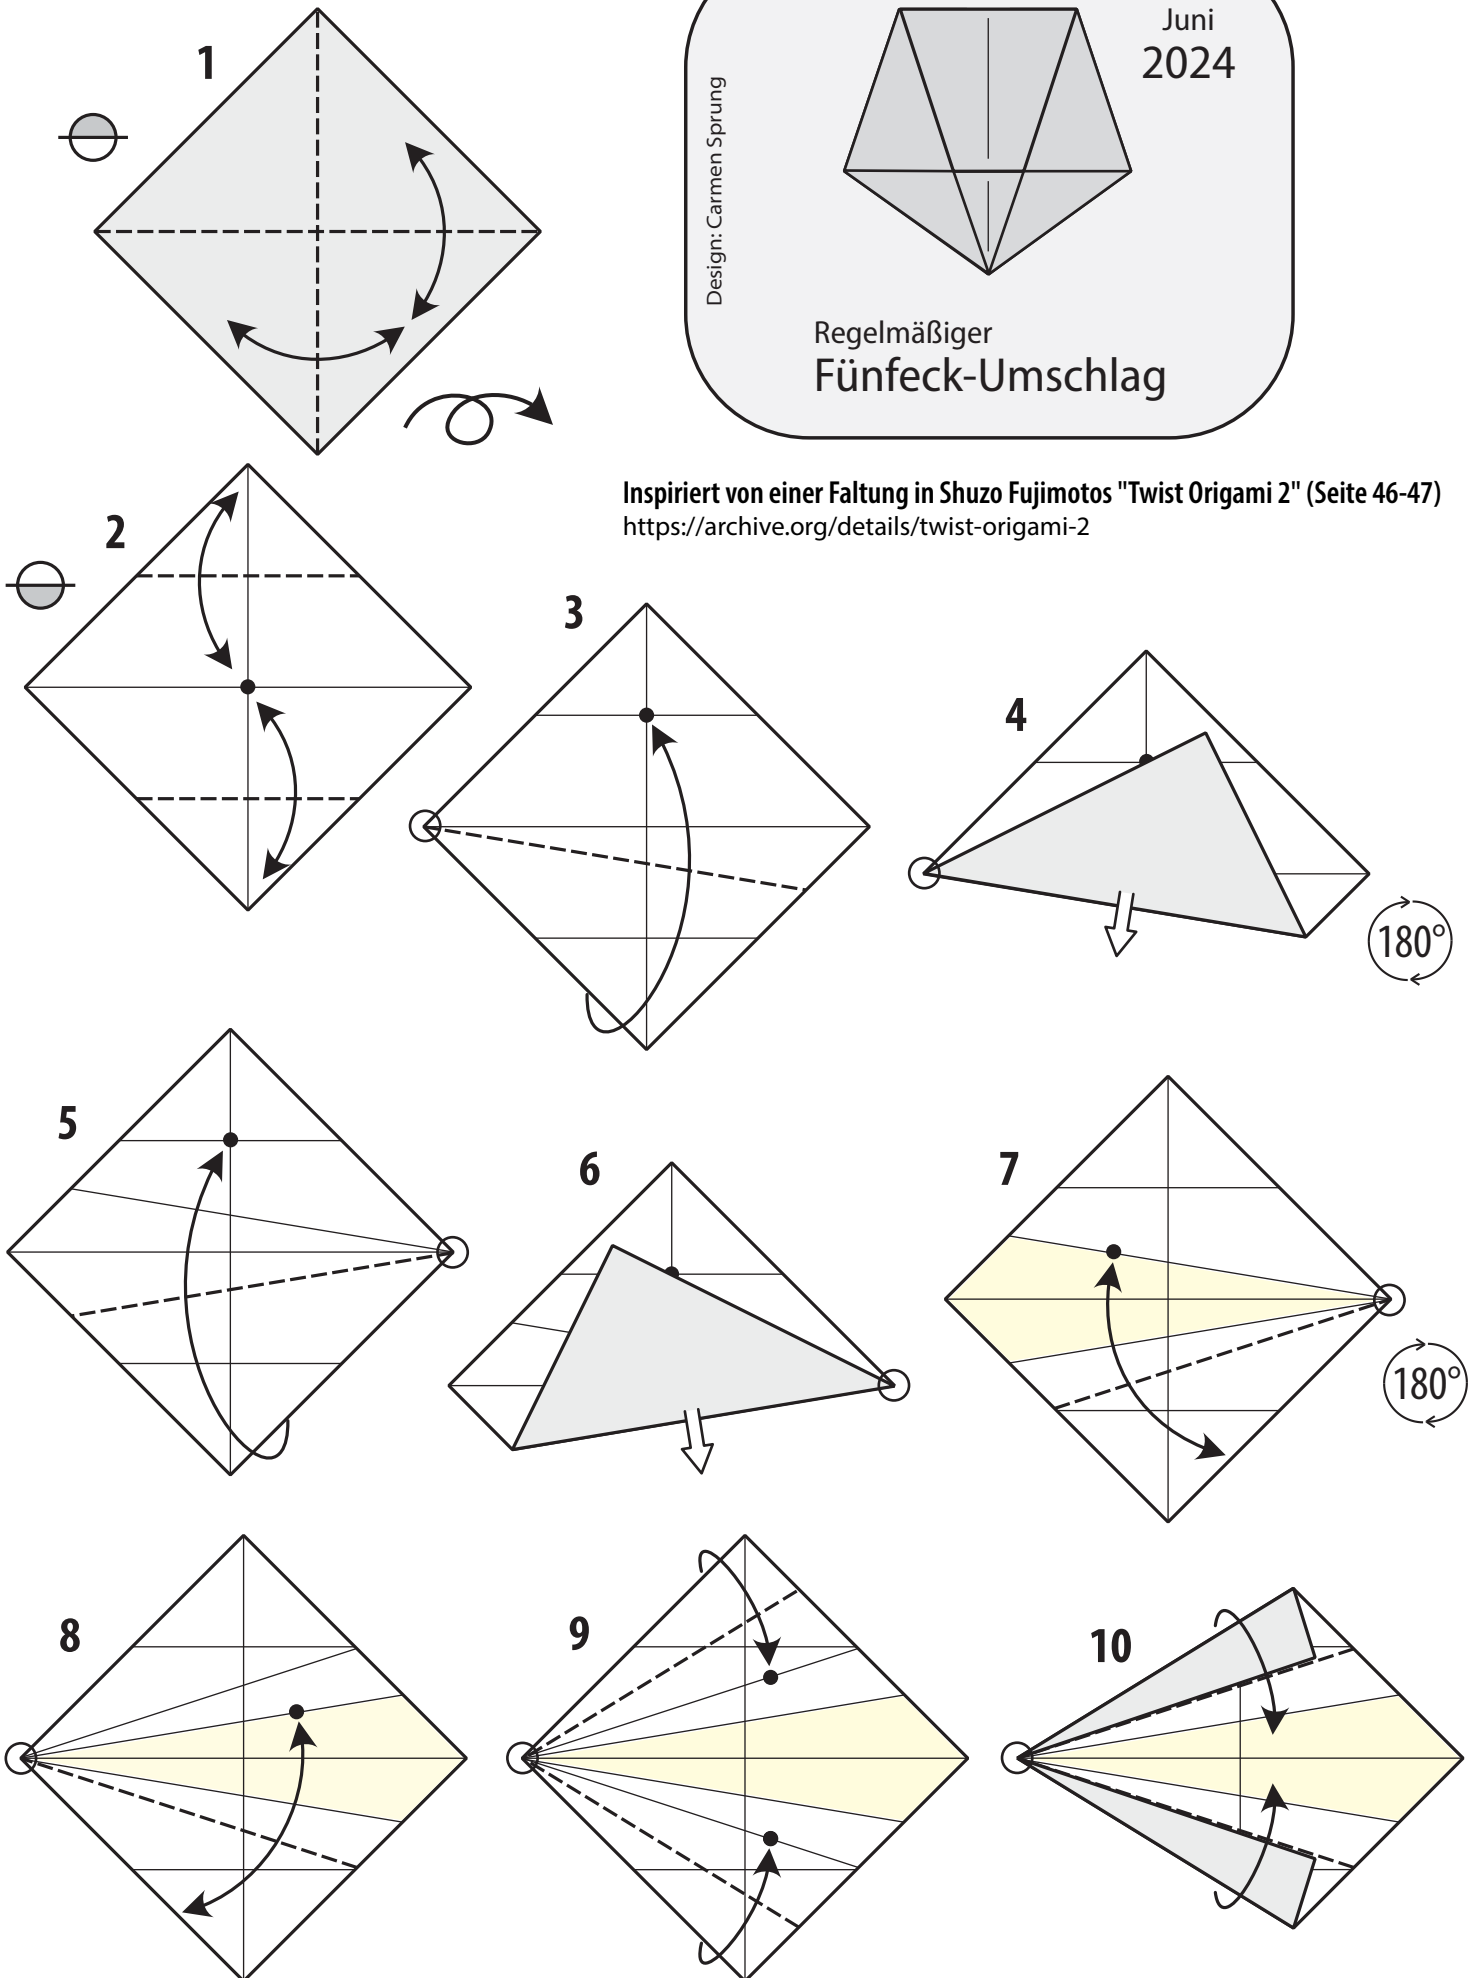 1
Juni
2024
Design: Carmen Sprung
Regelmäßiger
Fünfeck-Umschlag
Inspiriert von einer Faltung in Shuzo Fujimotos "Twist Origami 2" (Seite 46-47)
https://archive.org/details/twist-origami-2
2
3
4
180°
5
6
7
180°
8
9
10